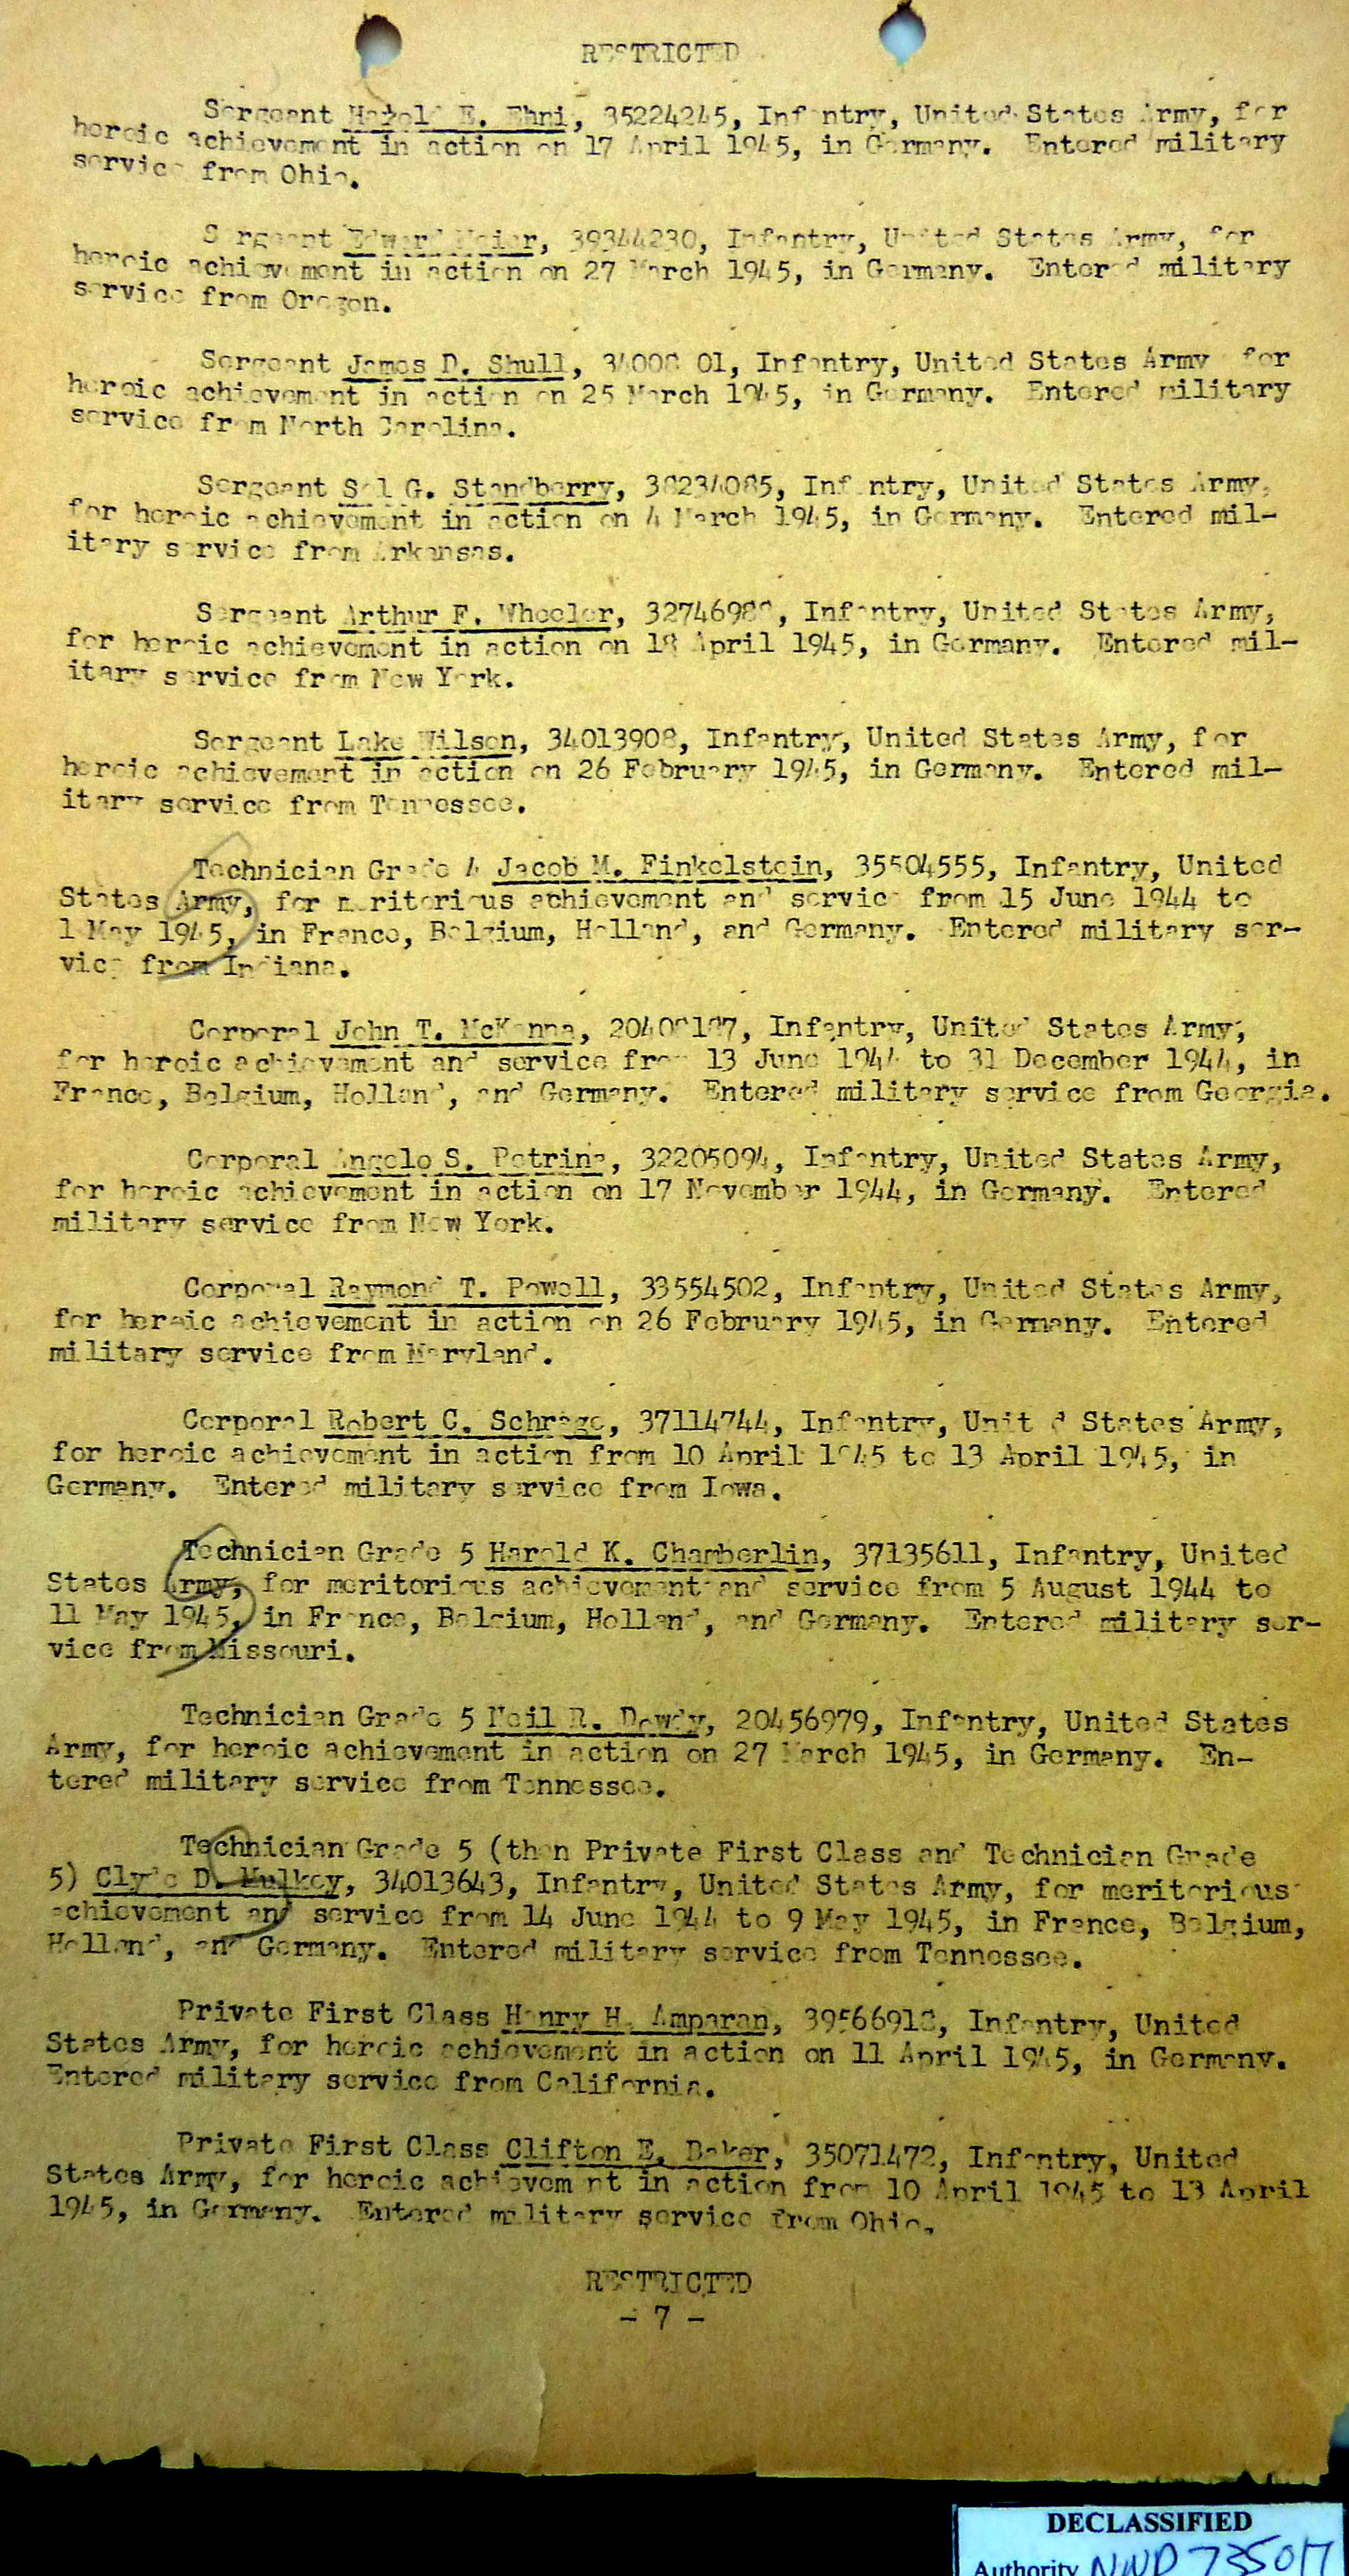 RESTRICTED
Sergeant Harold E. Ehni, 35224245, Infantry, United States Army, for
heroic achievement in action on 17 April 1945, in Germany. Entered military
service from Ohio.
Sergeant Edward Meier, 39344230, Infantry, United States Army, for
heroic achievement in action on 27 March 1945, in Germany. Entered military
service from Oregon.
Sergeant James D. Shull, Infantry, United States Army for
heroic achievement in action on 25 March 1945, in Germany. Entered military
service from North Carolina.
Sergeant G. Standberry, 38234085, Infantry, United States Army,
for heroic achievement in action on 4 March 1945, in Germany. Entered mil-
itary service from Arkansas.
Sergeant Arthur F. Wheeler, Infantry, United States Army,
for heroic achievement in action on 18 April 1945, in Germany. Entered mil-
itary service from New York.
Sergeant Lake Wilson, 34013908, Infantry, United States Army, for
heroic achievement in action on 26 February 1945, in Germany. Entered mil-
itary service from Tennessee.
Technician Grade 4 Jacob M. Finkelstein, 35504555, Infantry, United
States Army, for meritorious achievement and service from 15 June 1944 to
1 May 1945, in France, Belgium, Holland, and Germany. Entered military ser-
vice from Indiana.
Corporal John T. McKenna, Infantry, United States Army,
for heroic achievement and service from 13 June 1944 to 31 December 1944, in
France, Belgium, Holland, and Germany. Entered military service from Georgia.
Corporal Angelo S. Petrina, 32205094, Infantry, United States Army,
for heroic achievement in action on 17 November 1944, in Germany. Entered
military service from New York.
Corporal Raymond T. Powell, 33554502, Infantry, United States Army,
for heroic achievement in action on 26 February 1945, in Germany. Entered
military service from Maryland.
Corporal Robert C. Schrage, 37114744, Infantry, United States Army,
for heroic achievement in action from 10 April 1945 to 13 April 1945, in
Germany. Entered military service from Iowa.
Technician Grade 5 Harold K. Chamberlin, 37135611, Infantry, United
States Army, for meritorious achievement and service from 5 August 1944 to
11 May 1945, in France, Belgium, Holland, and Germany. Entered military ser-
vice from Missouri.
Technician Grade 5 Neil R. Dowdy, 20456979, Infantry, United States
Army, for heroic achievement in action on 27 March 1945, in Germany. En-
tered military service from Tennessee.
Technician Grade 5 (then Private First Class and Technician Grade
5) Clyde D. Mulkey, 34013643, Infantry, United States Army, for meritorious
achievement and service from 14 June 1944 to 9 May 1945, in France, Belgium,
Holland, and Germany. Entered military service from Tennessee.
Private First Class Henry H. Amparan, Infantry, United
States Army, for heroic achievement in action on 11 April 1945, in Germany.
Entered military service from California.
Private First Class Clifton E. Baker, 35071472, Infantry, United
States Army, for heroic achievement in action from 10 April 1945 to 13 April
1945, in Germany. Entered military service from Ohio.
RESTRICTED
- 7 -
DECLASSIFIED
Authority NND 735017